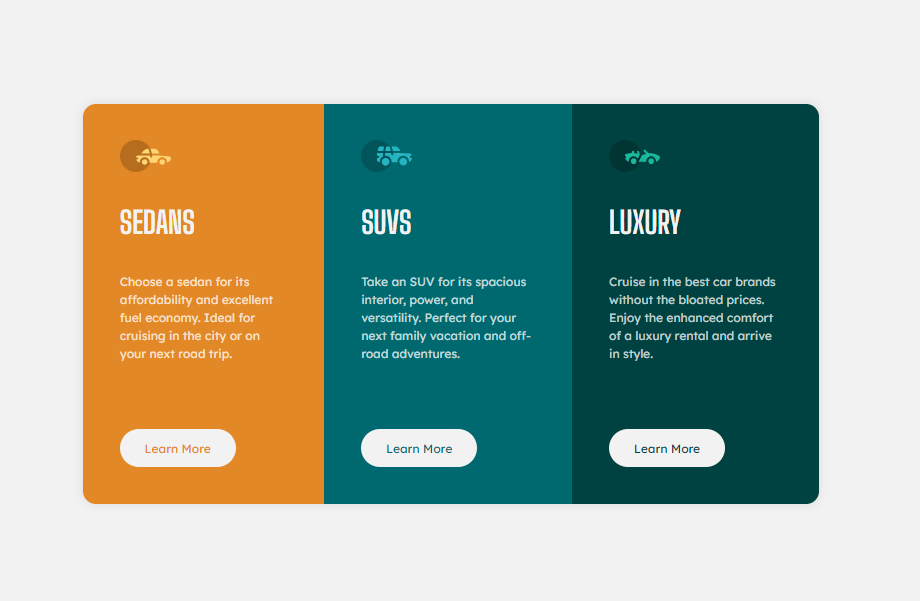 SEDANS
Choose a sedan for its
affordability and excellent
fuel economy. Ideal for
cruising in the city or on
your next road trip.
Learn More
SUVS
Take an SUV for its spacious
interior, power, and
versatility. Perfect for your
next family vacation and off-
road adventures.
Learn More
LUXURY
Cruise in the best car brands
without the bloated prices.
Enjoy the enhanced comfort
of a luxury rental and arrive
in style.
Learn More